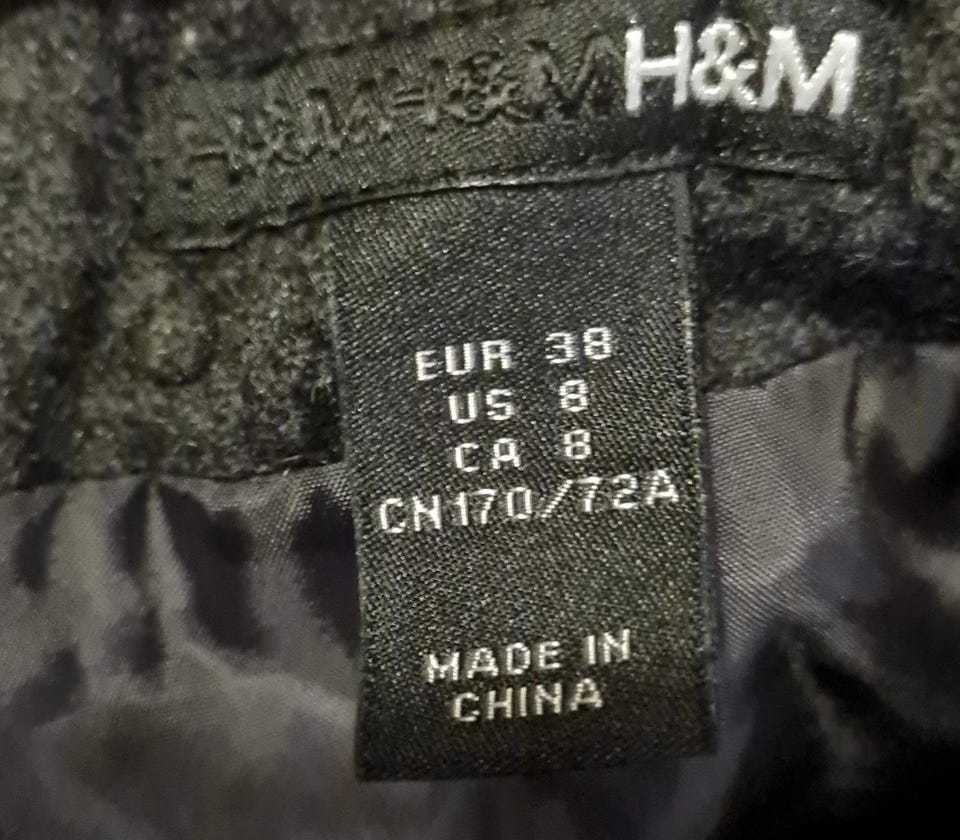 H&M H&M H&M
EUR 38
US 8
CA 8
CN170/72A
MADE IN
CHINA